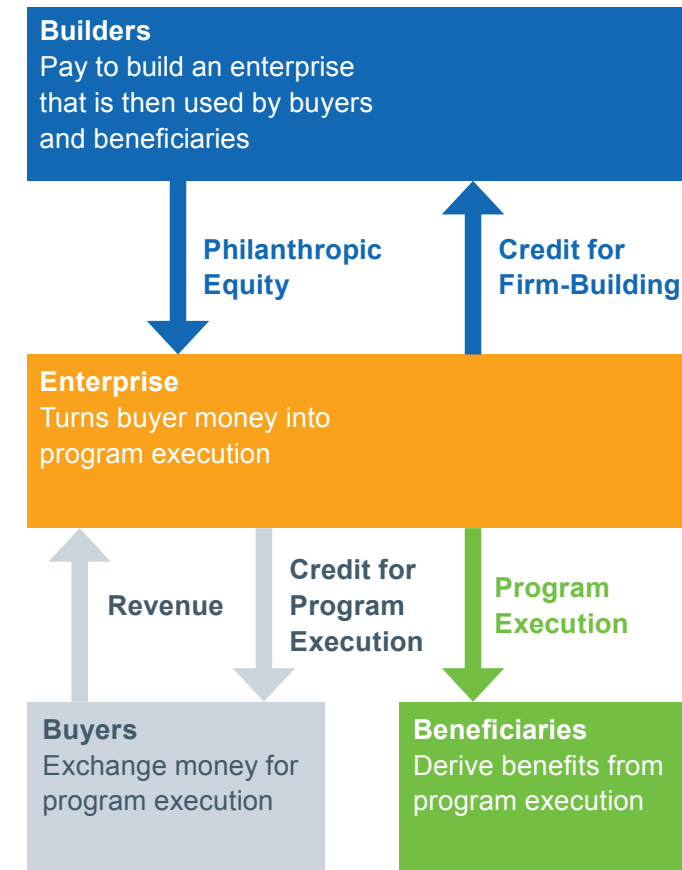 Builders
Pay to build an enterprise
that is then used by buyers
and beneficiaries
Philanthropic
Equity
Credit for
Firm-Building
Enterprise
Turns buyer money into
program execution
Revenue
Credit for
Program
Execution
Program
Execution
Buyers
Exchange money for
program execution
Beneficiaries
Derive benefits from
program execution